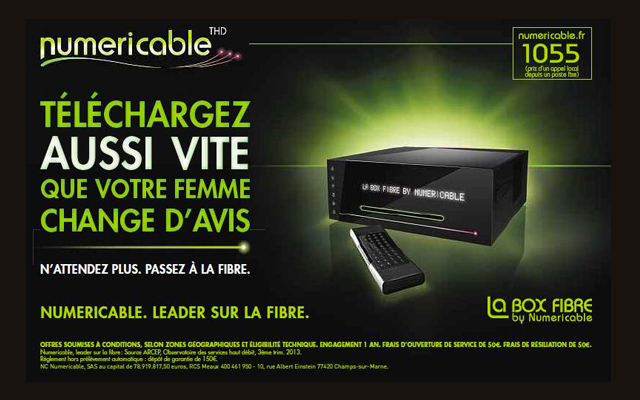 numericable THD
numericable.fr
1055
(prix d'un appel local
depuis un poste fixe)
TÉLÉCHARGEZ
AUSSI VITE
QUE VOTRE FEMME
CHANGE D'AVIS
LA BOX FIBRE BY NUMERICABLE
N'ATTENDEZ PLUS. PASSEZ À LA FIBRE.
NUMERICABLE. LEADER SUR LA FIBRE.
La BOX FIBRE
by Numericable
OFFRES SOUMISES À CONDITIONS, SELON ZONES GÉOGRAPHIQUES ET ÉLIGIBILITÉ TECHNIQUE. ENGAGEMENT 1 AN. FRAIS D'OUVERTURE DE SERVICE DE 50€. FRAIS DE RÉSILIATION DE 50€.
Numericable, leader sur la fibre : Source ARCEP, Observatoire des services haut débit, 3ème trim. 2013.
Règlement hors prélèvement automatique : dépôt de garantie de 150€.
NC Numericable, SAS au capital de 78.919.817,50 euros, RCS Meaux 400 461 950 - 10, rue Albert Einstein 77420 Champs-sur-Marne.